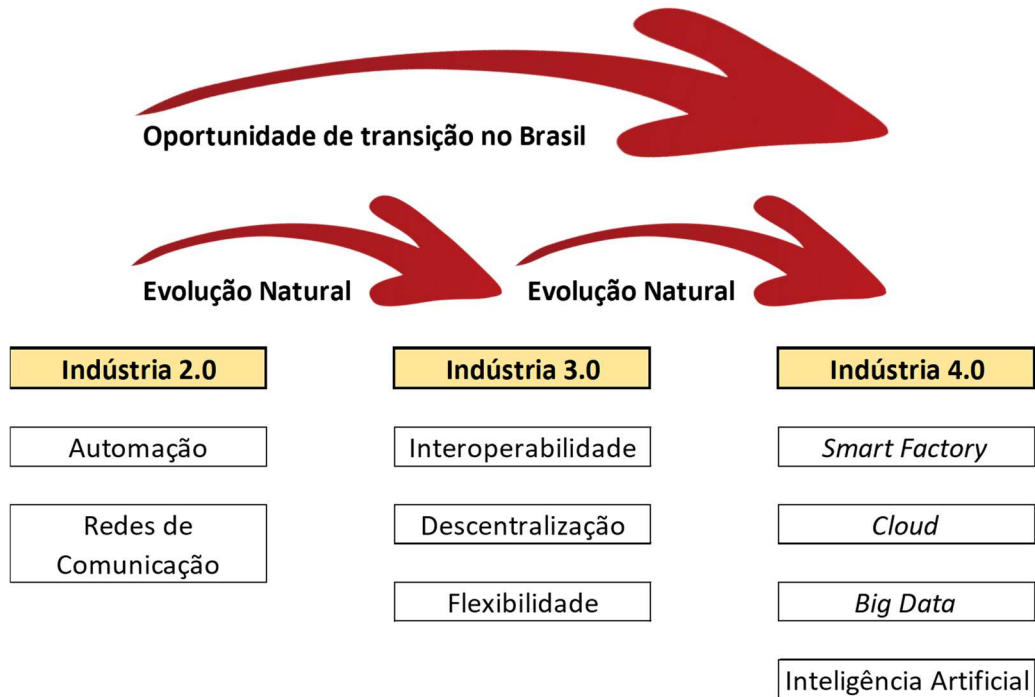 Oportunidade de transição no Brasil
Evolução Natural
Evolução Natural
Indústria 2.0
Indústria 3.0
Indústria 4.0
Automação
Interoperabilidade
Smart Factory
Redes de
Comunicação
Descentralização
Cloud
Flexibilidade
Big Data
Inteligência Artificial